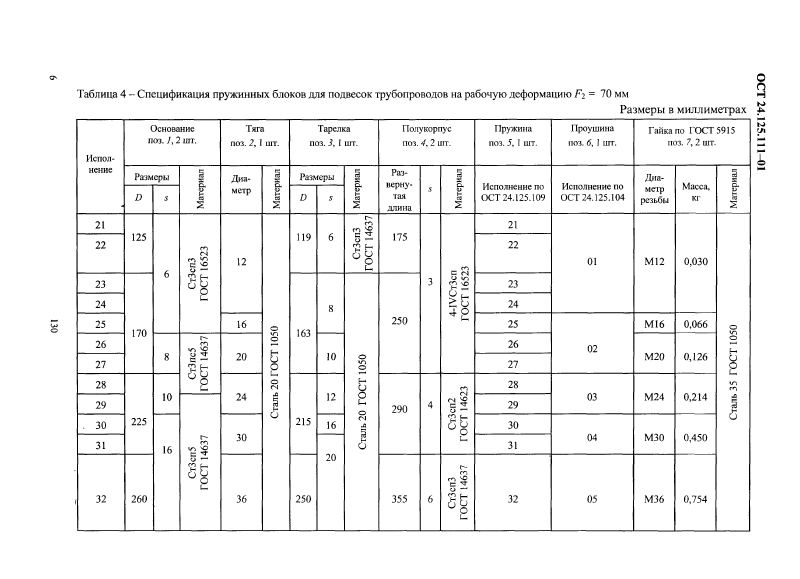 6
ОСТ 24.125.111–01
Таблица 4 – Спецификация пружинных блоков для подвесок трубопроводов на рабочую деформацию F₂ = 70 мм
Размеры в миллиметрах
Исполнение
Основание поз. 1, 2 шт.
Тяга поз. 2, 1 шт.
Тарелка поз. 3, 1 шт.
Полукорпус поз. 4, 2 шт.
Пружина поз. 5, 1 шт.
Проушина поз. 6, 1 шт.
Гайка по ГОСТ 5915 поз. 7, 2 шт.
Размеры
D
s
Материал
Диаметр
Материал
Размеры
D
s
Материал
Развернутая длина
s
Материал
Исполнение по ОСТ 24.125.109
Исполнение по ОСТ 24.125.104
Диаметр резьбы
Масса, кг
Материал
21 125 6 Ст3сп3 ГОСТ 16523 12 Сталь 20 ГОСТ 1050 119 6 Ст3сп3 ГОСТ 14637 175 3 4-IVСт3сп ГОСТ 16523 21 01 М12 0,030 Сталь 35 ГОСТ 1050
22 22
23 170 163 8 Сталь 20 ГОСТ 1050 250 23
24 24
25 16 25 02 М16 0,066
26 8 Ст3пс5 ГОСТ 14637 20 10 26 М20 0,126
27 27
28 225 10 24 215 12 290 4 Ст3сп2 ГОСТ 14623 28 03 М24 0,214
29 16 Ст3сп5 ГОСТ 14637 29
30 30 16 30 04 М30 0,450
31 20 31
32 260 36 250 355 6 Ст3сп3 ГОСТ 14637 32 05 М36 0,754
130